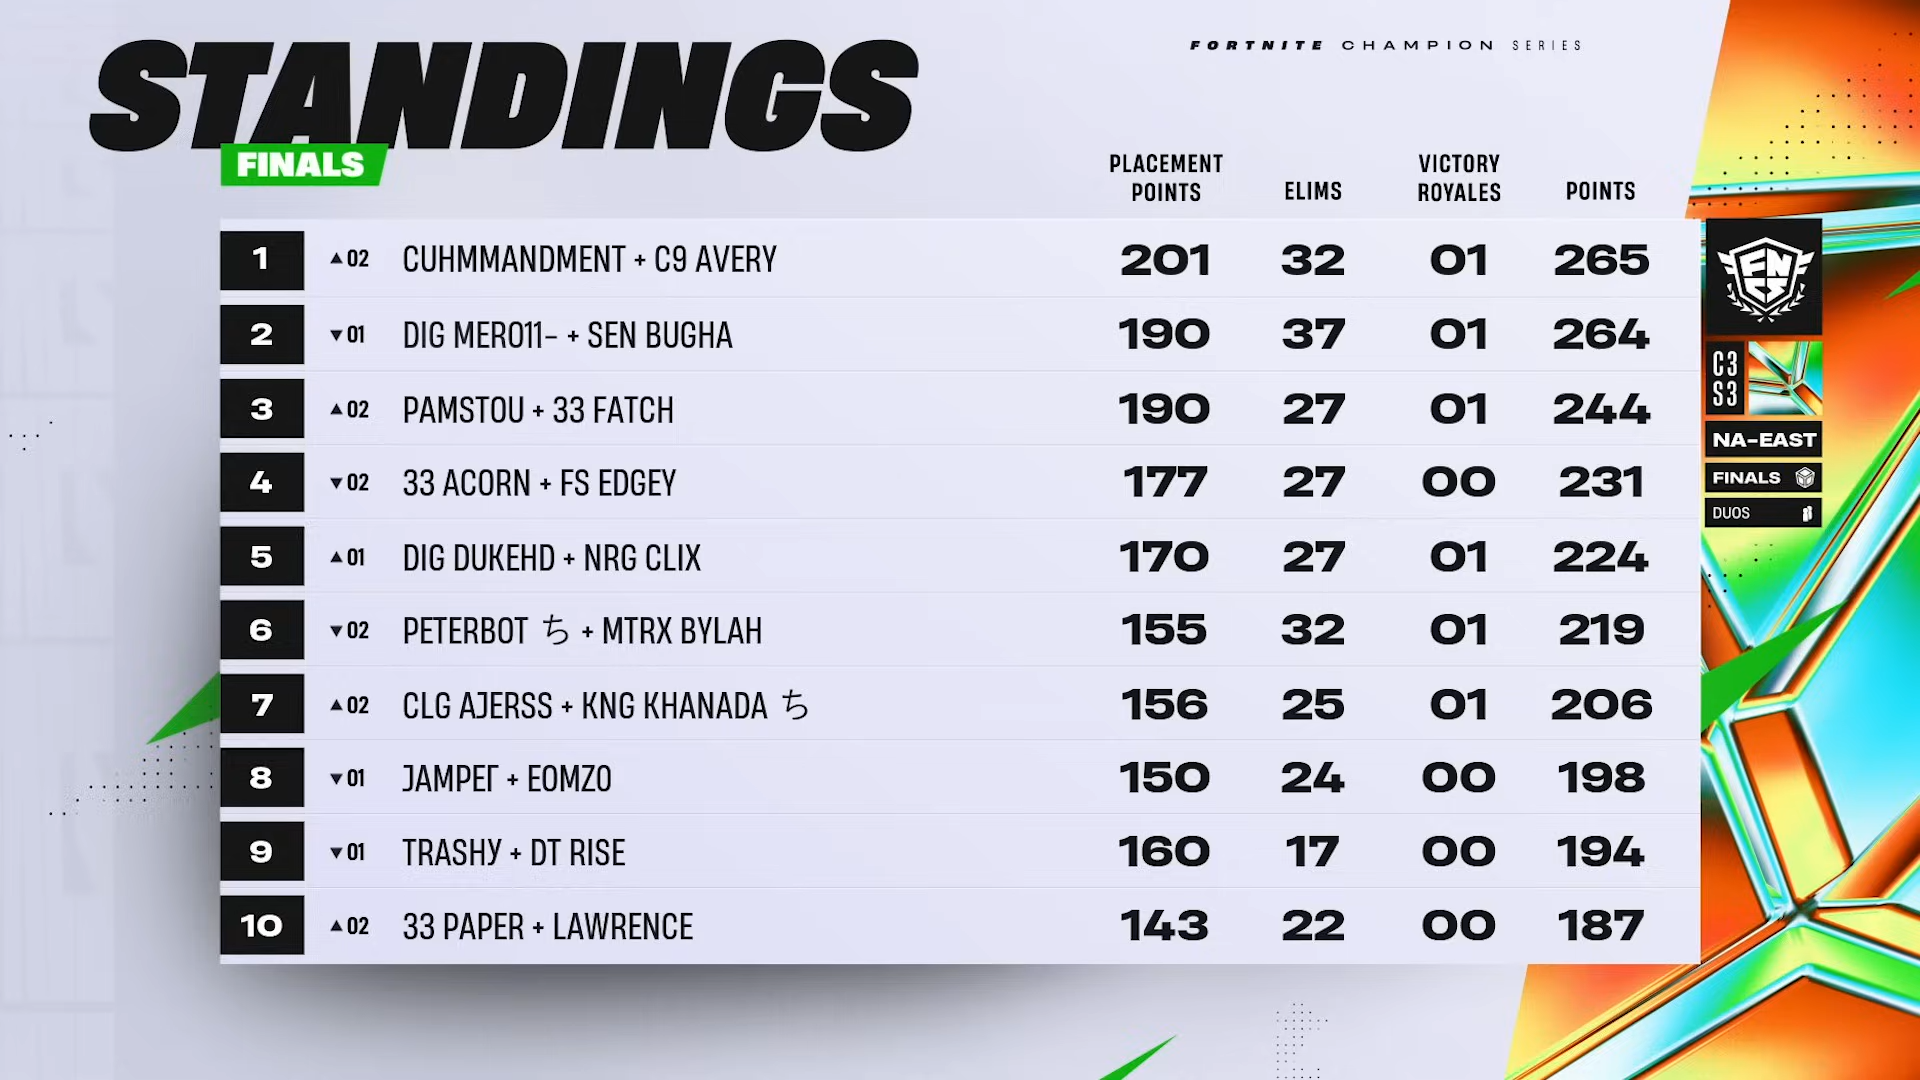 STANDINGS
FINALS
FORTNITE CHAMPION SERIES
PLACEMENT POINTS ELIMS VICTORY ROYALES POINTS
1 ▲02 CUHMMANDMENT + C9 AVERY 201 32 01 265
2 ▼01 DIG MERO11- + SEN BUGHA 190 37 01 264
3 ▲02 PAMSTOU + 33 FATCH 190 27 01 244
4 ▼02 33 ACORN + FS EDGEY 177 27 00 231
5 ▲01 DIG DUKEHD + NRG CLIX 170 27 01 224
6 ▼02 PETERBOT ち + MTRX BYLAH 155 32 01 219
7 ▲02 CLG AJERSS + KNG KHANADA ち 156 25 01 206
8 ▼01 JAMPEГ + EOMZO 150 24 00 198
9 ▼01 TRASHУ + DT RISE 160 17 00 194
10 ▲02 33 PAPER + LAWRENCE 143 22 00 187
FNCS
C3
S3
NA-EAST
FINALS
DUOS